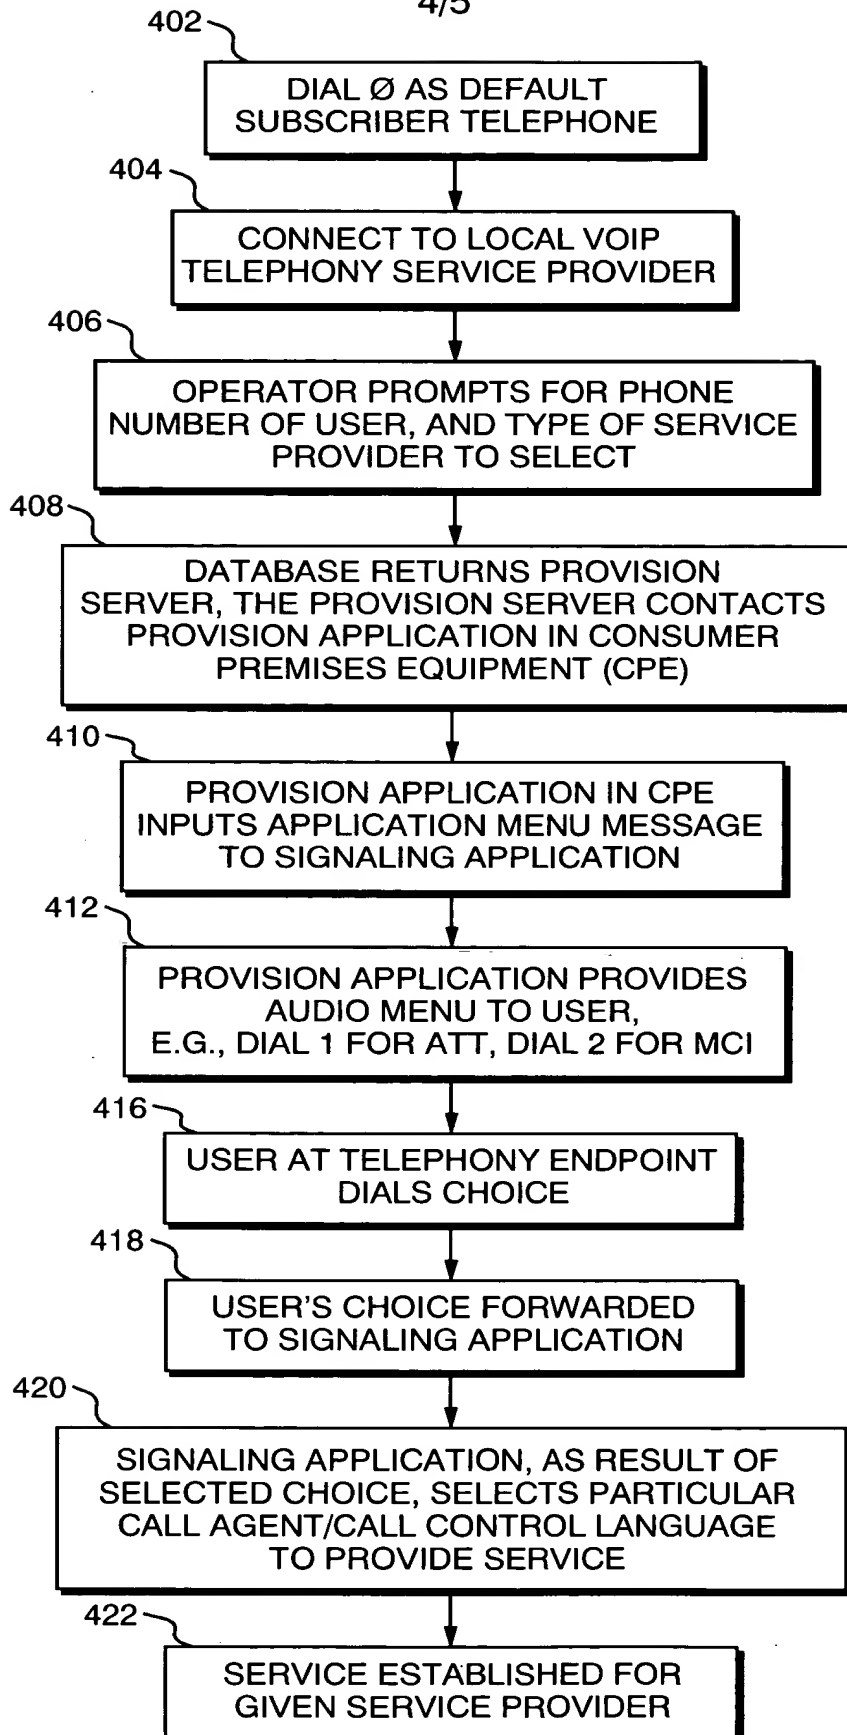 4/5
402
DIAL Ø AS DEFAULT
SUBSCRIBER TELEPHONE
404
CONNECT TO LOCAL VOIP
TELEPHONY SERVICE PROVIDER
406
OPERATOR PROMPTS FOR PHONE
NUMBER OF USER, AND TYPE OF SERVICE
PROVIDER TO SELECT
408
DATABASE RETURNS PROVISION
SERVER, THE PROVISION SERVER CONTACTS
PROVISION APPLICATION IN CONSUMER
PREMISES EQUIPMENT (CPE)
410
PROVISION APPLICATION IN CPE
INPUTS APPLICATION MENU MESSAGE
TO SIGNALING APPLICATION
412
PROVISION APPLICATION PROVIDES
AUDIO MENU TO USER,
E.G., DIAL 1 FOR ATT, DIAL 2 FOR MCI
416
USER AT TELEPHONY ENDPOINT
DIALS CHOICE
418
USER'S CHOICE FORWARDED
TO SIGNALING APPLICATION
420
SIGNALING APPLICATION, AS RESULT OF
SELECTED CHOICE, SELECTS PARTICULAR
CALL AGENT/CALL CONTROL LANGUAGE
TO PROVIDE SERVICE
422
SERVICE ESTABLISHED FOR
GIVEN SERVICE PROVIDER